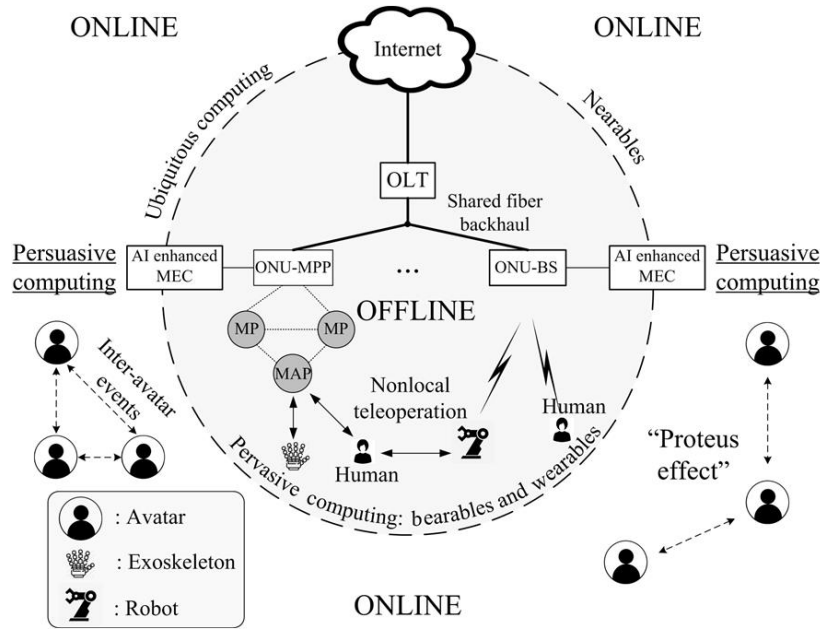 ONLINE
ONLINE
Internet
Ubiquitous computing
Nearables
OLT
Shared fiber
backhaul
Persuasive
computing
AI enhanced
MEC
ONU-MPP
...
ONU-BS
AI enhanced
MEC
Persuasive
computing
OFFLINE
MP
MP
MAP
Inter-avatar
events
Nonlocal
teleoperation
Human
Human
"Proteus
effect"
Pervasive computing: bearables and wearables
: Avatar
: Exoskeleton
: Robot
ONLINE